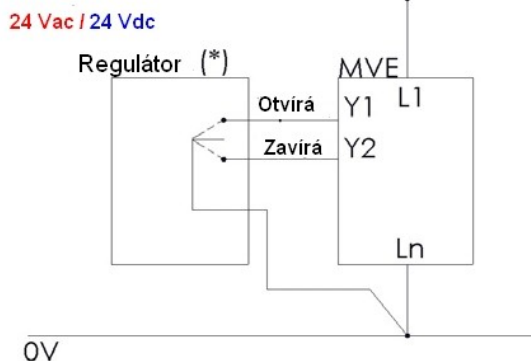 24 Vac / 24 Vdc
Regulátor (*)
MVE
L1
Otvírá
Y1
Zavírá
Y2
Ln
0V